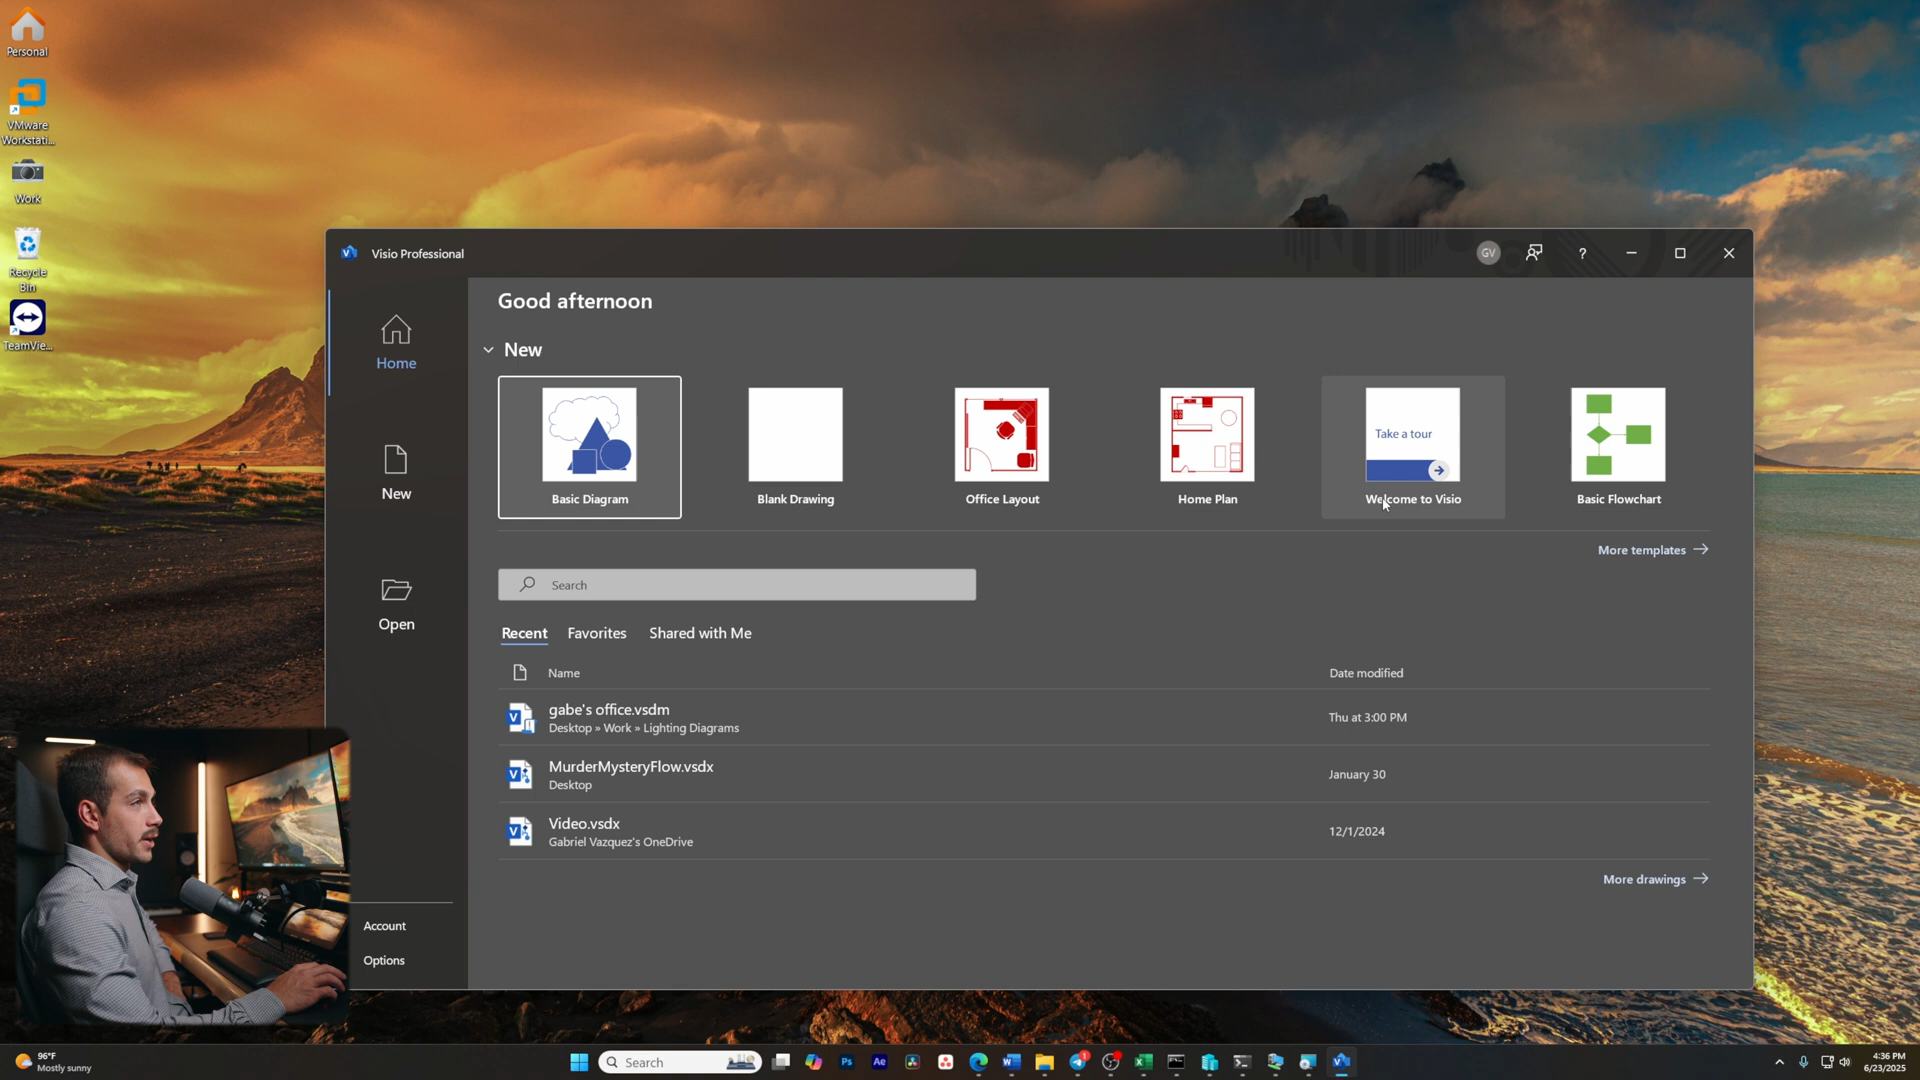 Personal
VMware
Workstati...
Work
Recycle
Bin
TeamVie...
Visio Professional
GV
?
Good afternoon
New
Home
New
Open
Account
Options
Basic Diagram
Blank Drawing
Office Layout
Home Plan
Take a tour
Welcome to Visio
Basic Flowchart
More templates
Search
Recent Favorites Shared with Me
Name Date modified
gabe's office.vsdm
Desktop » Work » Lighting Diagrams
Thu at 3:00 PM
MurderMysteryFlow.vsdx
Desktop
January 30
Video.vsdx
Gabriel Vazquez's OneDrive
12/1/2024
More drawings
96°F
Mostly sunny
Search
Ps
Ae
1
4:36 PM
6/23/2025